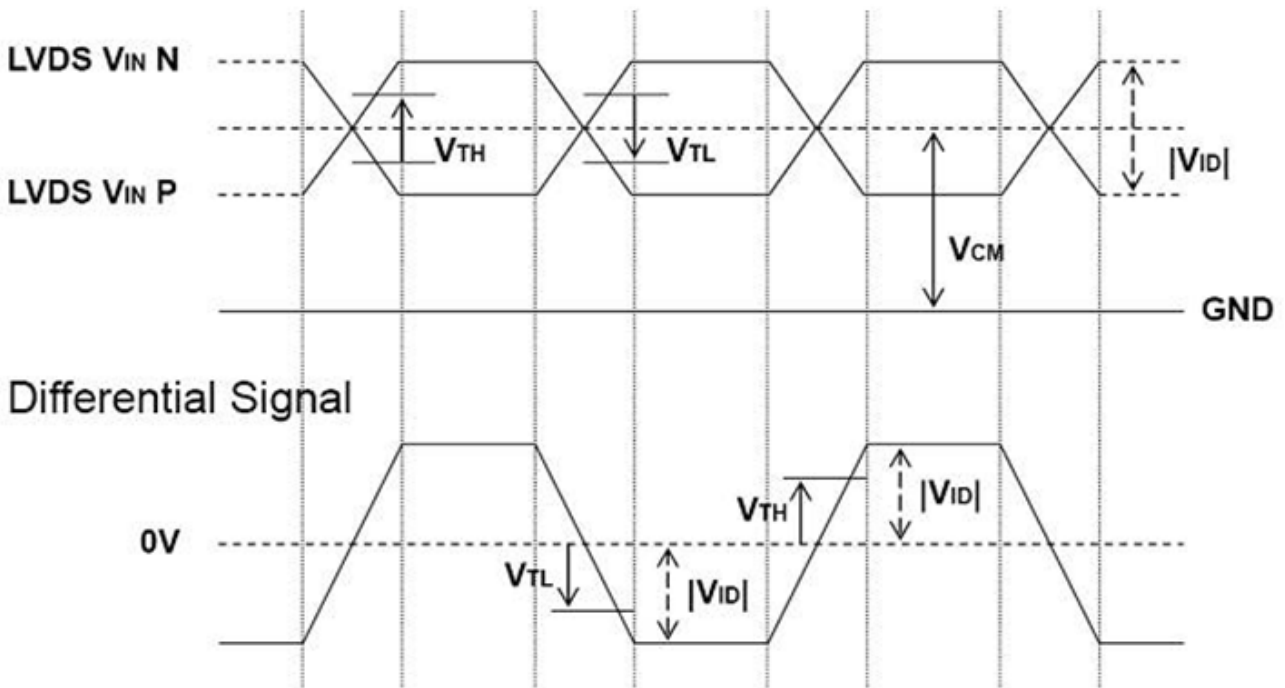 LVDS VIN N
VTH
VTL
|VID|
LVDS VIN P
VCM
GND
Differential Signal
|VID|
VTH
0V
VTL
|VID|